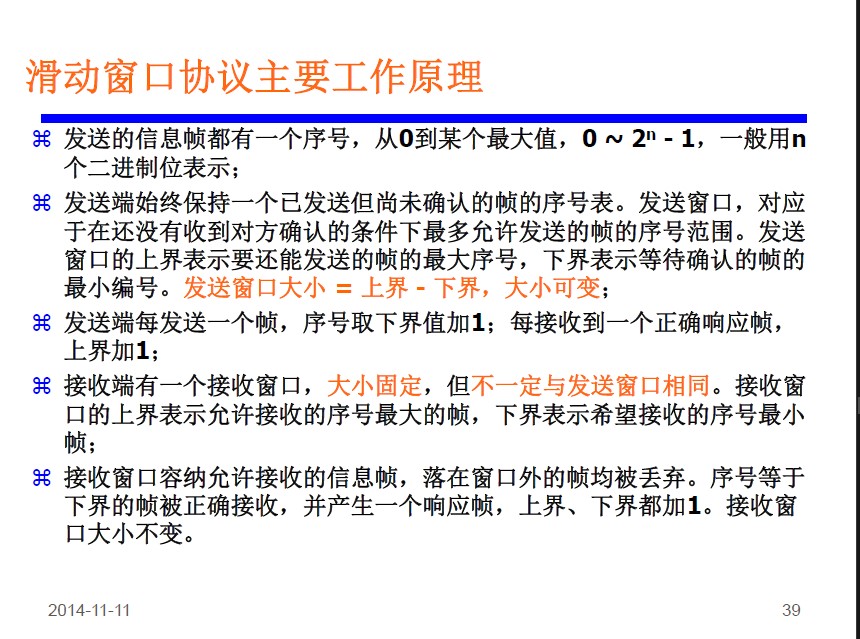 滑动窗口协议主要工作原理
⌘ 发送的信息帧都有一个序号，从0到某个最大值，0 ~ 2ⁿ - 1，一般用n
个二进制位表示；
⌘ 发送端始终保持一个已发送但尚未确认的帧的序号表。发送窗口，对应
于在还没有收到对方确认的条件下最多允许发送的帧的序号范围。发送
窗口的上界表示要还能发送的帧的最大序号，下界表示等待确认的帧的
最小编号。发送窗口大小 = 上界 - 下界，大小可变；
⌘ 发送端每发送一个帧，序号取下界值加1；每接收到一个正确响应帧，
上界加1；
⌘ 接收端有一个接收窗口，大小固定，但不一定与发送窗口相同。接收窗
口的上界表示允许接收的序号最大的帧，下界表示希望接收的序号最小
帧；
⌘ 接收窗口容纳允许接收的信息帧，落在窗口外的帧均被丢弃。序号等于
下界的帧被正确接收，并产生一个响应帧，上界、下界都加1。接收窗
口大小不变。
2014-11-11
39